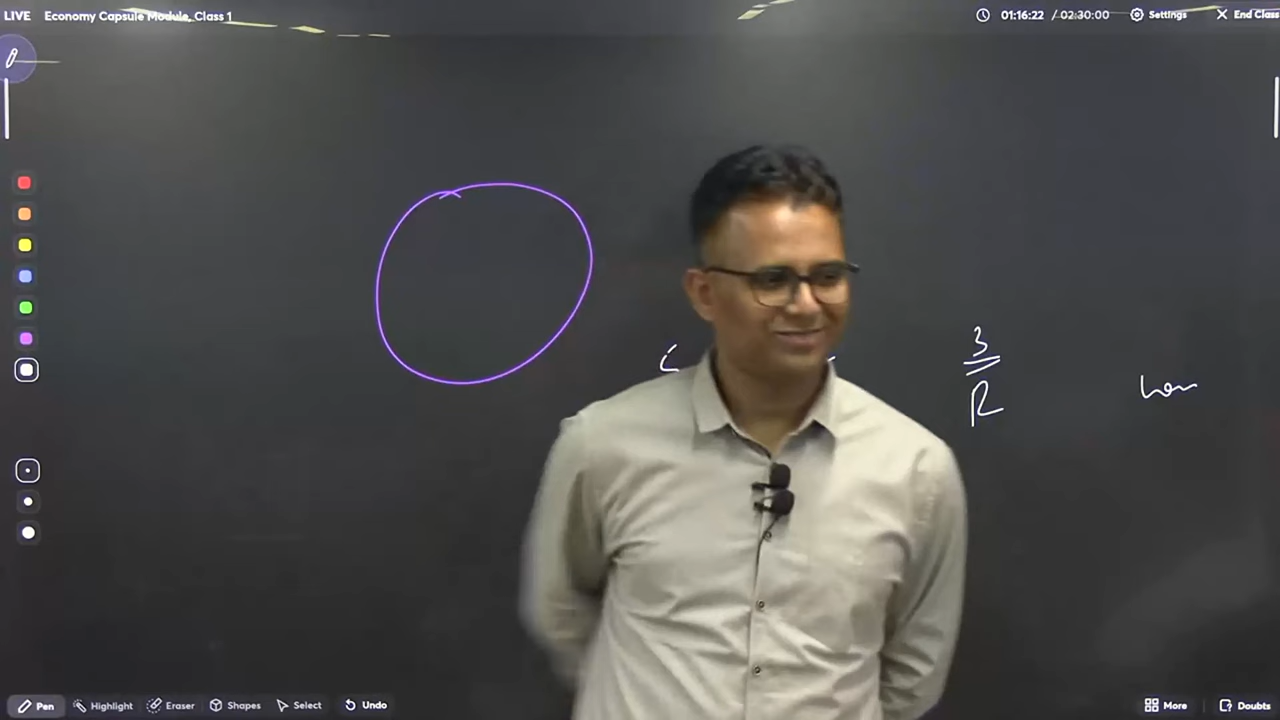 LIVE Economy Capsule Module, Class 1 01:16:22 / 02:30:00 Settings End Class
3
R
Pen Highlight Eraser Shapes Select Undo More Doubts